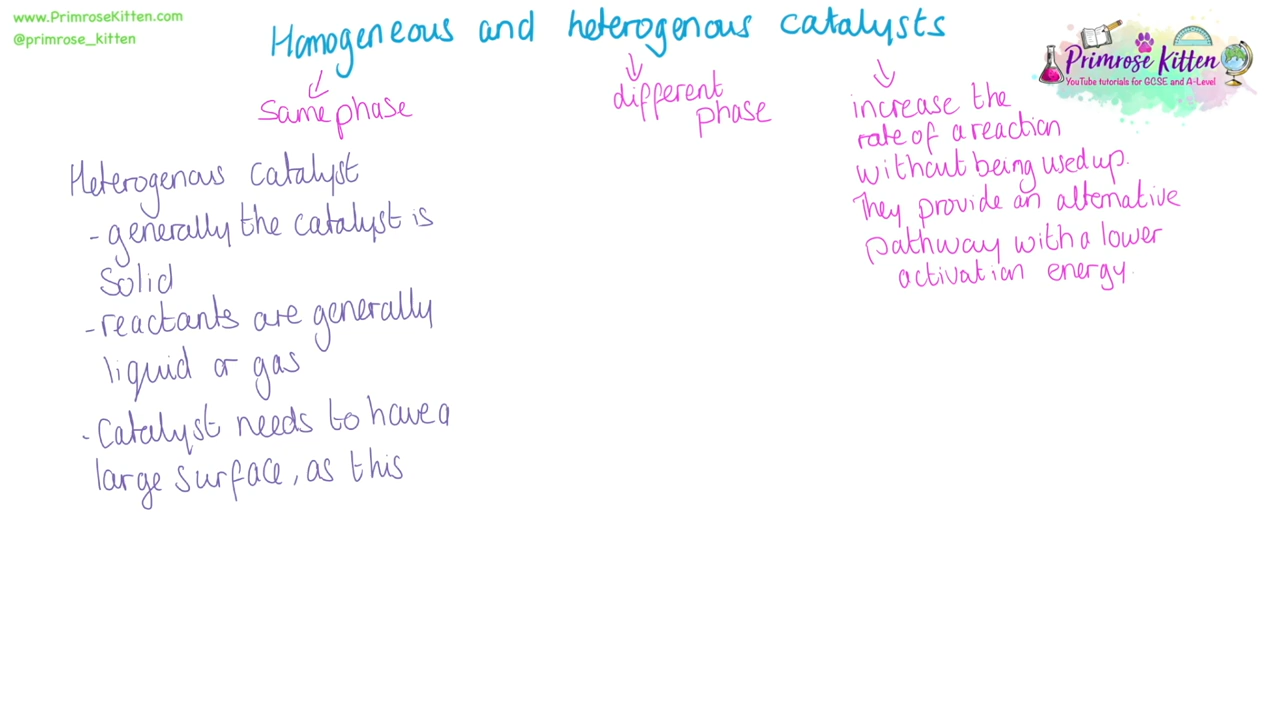 www.PrimroseKitten.com
@primrose_kitten
Homogeneous and heterogenous catalysts
Primrose Kitten
YouTube tutorials for GCSE and A-Level
same phase
different
phase
increase the
rate of a reaction
without being used up.
They provide an alternative
pathway with a lower
activation energy.
Heterogenous catalyst
- generally the catalyst is
solid
- reactants are generally
liquid or gas
- Catalyst needs to have a
large surface, as this